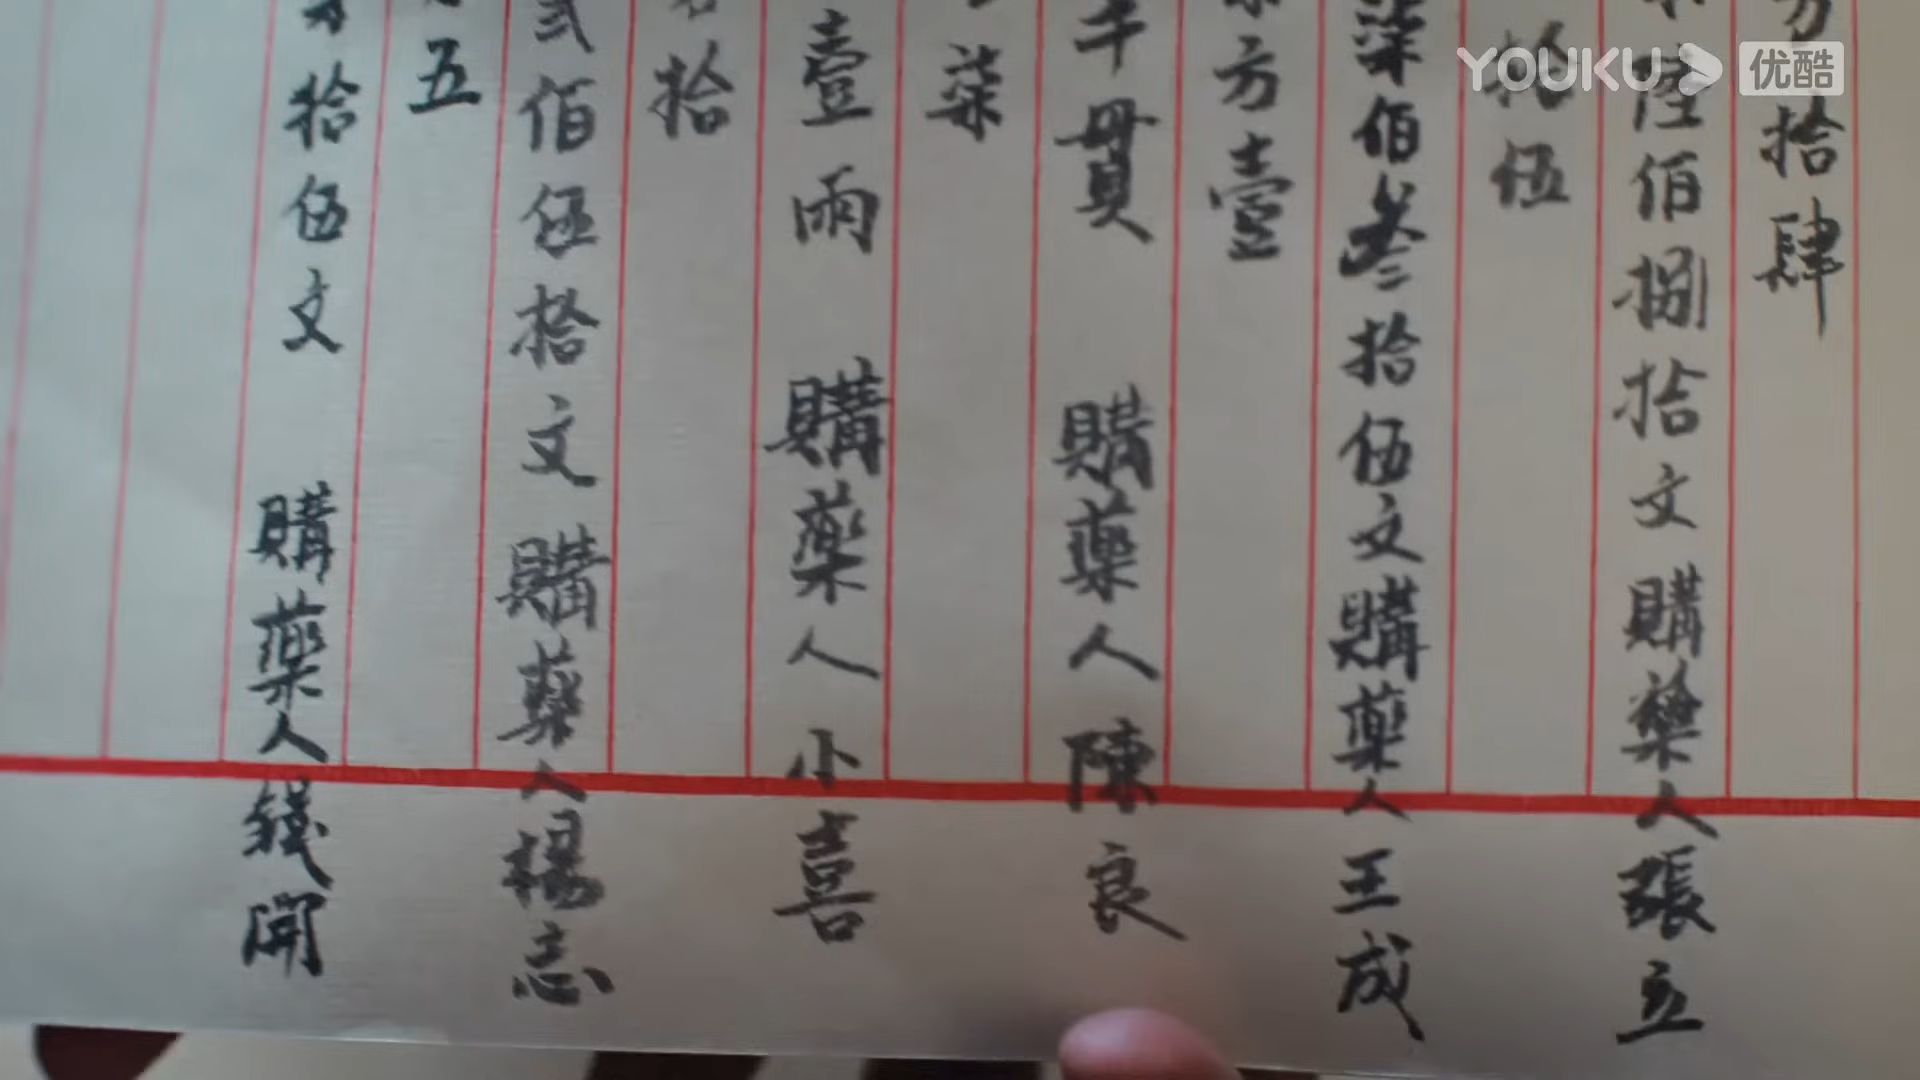 YOUKU 优酷
方拾肆
陸佰捌拾文購藥人張立
拾伍
柒佰叁拾伍文購藥人王成
方壹
千貫 購藥人陳良
柒
壹兩 購藥人小喜
拾
貳佰伍拾文購藥人楊志
五
拾伍文 購藥人錢開